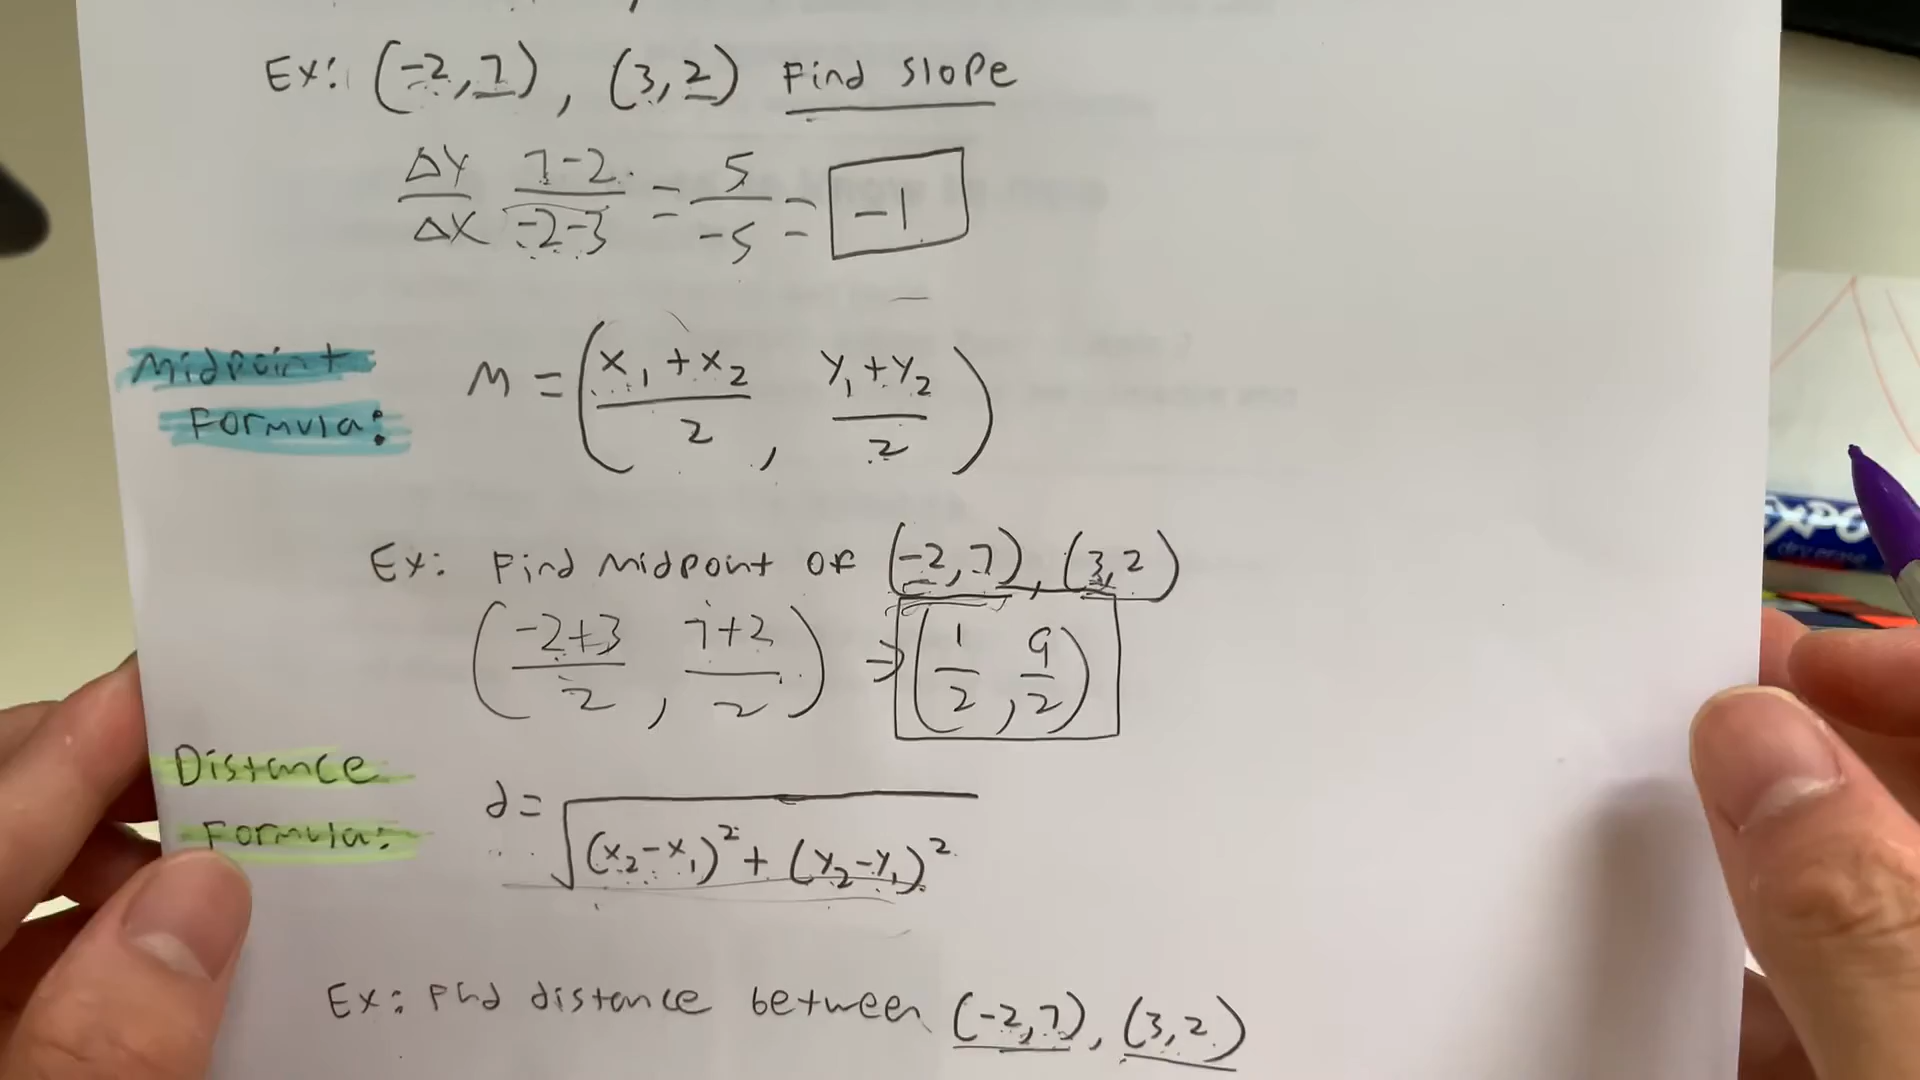 Ex: (-2,7), (3,2) Find slope
ΔY/ΔX (7-2)/(-2-3) = 5/-5 = -1
Midpoint Formula:
M = ((x₁+x₂)/2, (y₁+y₂)/2)
Ex: Find midpoint of (-2,7), (3,2)
((-2+3)/2, (7+2)/2) ⇒ (1/2, 9/2)
Distance Formula:
d = √((x₂-x₁)² + (y₂-y₁)²)
Ex: Find distance between (-2,7), (3,2)
Expo
dry erase